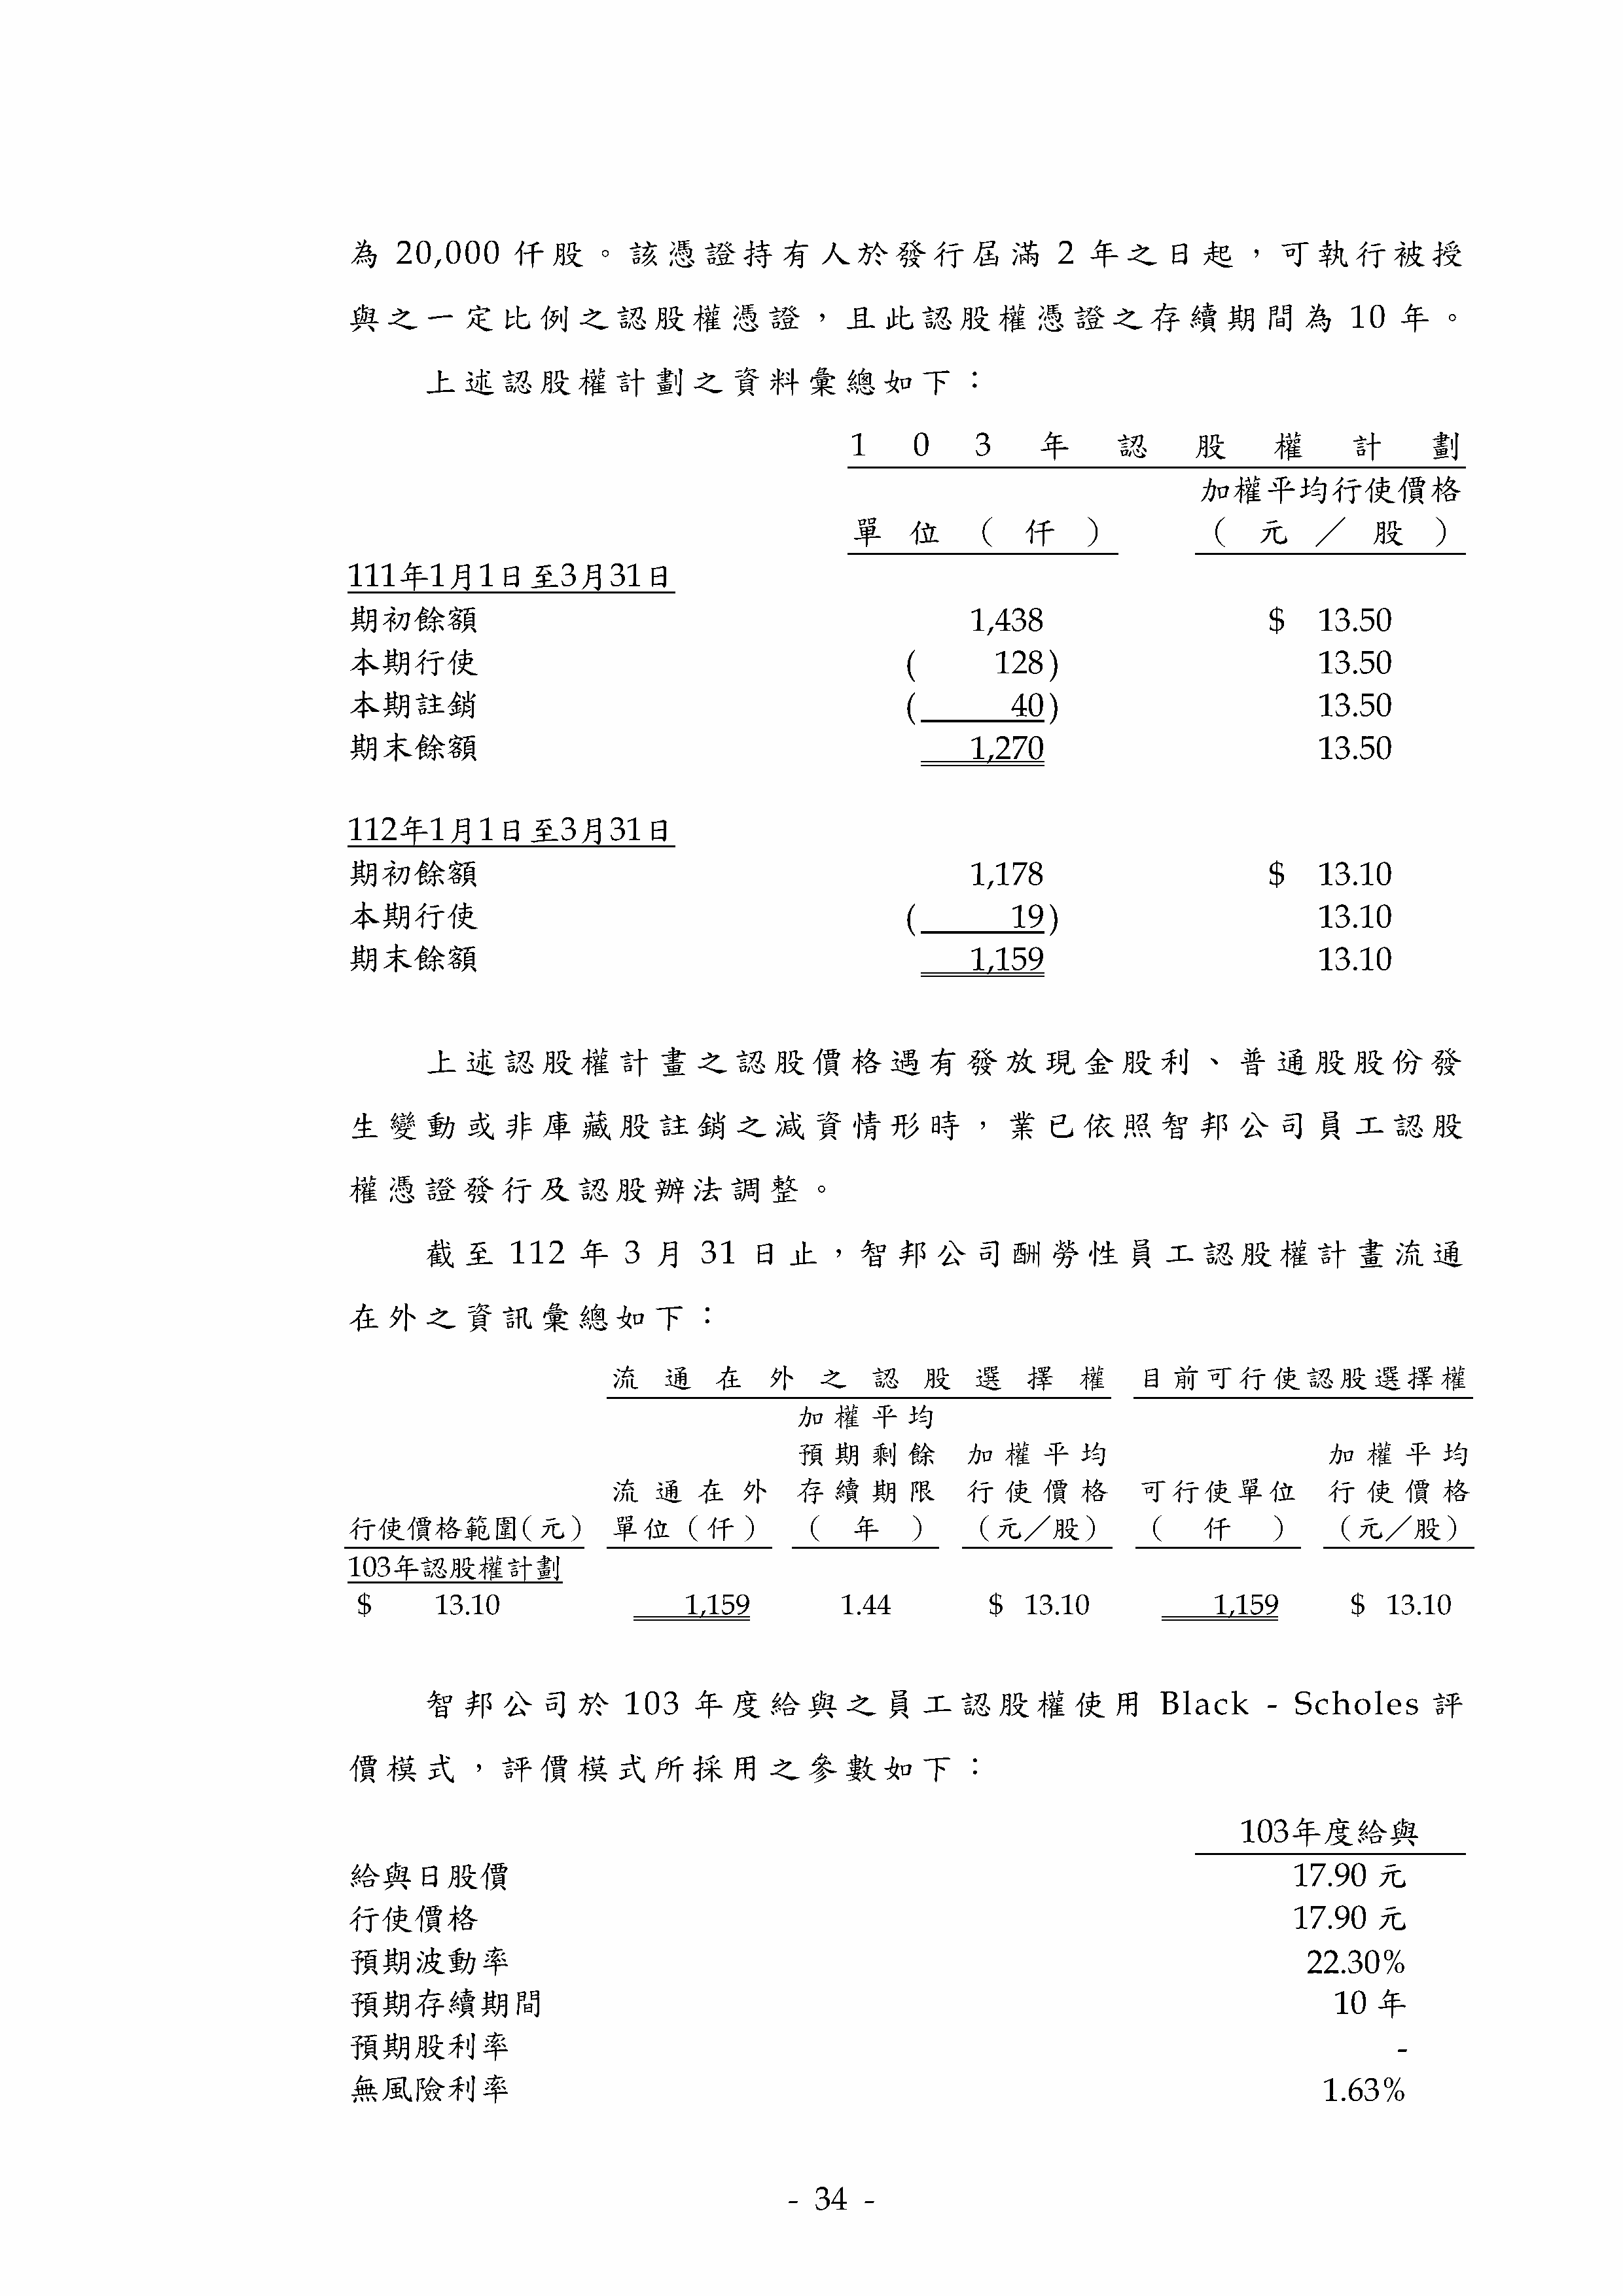 為 20,000 仟股。該憑證持有人於發行屆滿 2 年之日起，可執行被授
與之一定比例之認股權憑證，且此認股權憑證之存續期間為 10 年。
上述認股權計劃之資料彙總如下：
103年認股權計劃
加權平均行使價格
單位（仟） （元／股）
111年1月1日至3月31日
期初餘額 1,438 $ 13.50
本期行使 ( 128) 13.50
本期註銷 ( 40) 13.50
期末餘額 1,270 13.50
112年1月1日至3月31日
期初餘額 1,178 $ 13.10
本期行使 ( 19) 13.10
期末餘額 1,159 13.10
上述認股權計畫之認股價格遇有發放現金股利、普通股股份發
生變動或非庫藏股註銷之減資情形時，業已依照智邦公司員工認股
權憑證發行及認股辦法調整。
截至 112 年 3 月 31 日止，智邦公司酬勞性員工認股權計畫流通
在外之資訊彙總如下：
流通在外之認股選擇權 目前可行使認股選擇權
加權平均
預期剩餘 加權平均 加權平均
流通在外 存續期限 行使價格 可行使單位 行使價格
行使價格範圍(元) 單位（仟） （年） （元／股） （仟） （元／股）
103年認股權計劃
$ 13.10 1,159 1.44 $ 13.10 1,159 $ 13.10
智邦公司於 103 年度給與之員工認股權使用 Black - Scholes 評
價模式，評價模式所採用之參數如下：
103年度給與
給與日股價 17.90 元
行使價格 17.90 元
預期波動率 22.30%
預期存續期間 10 年
預期股利率 -
無風險利率 1.63%
- 34 -